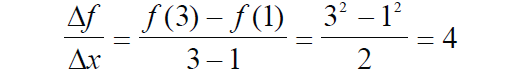 Δf/Δx = (f(3) − f(1))/(3 − 1) = (3² − 1²)/2 = 4